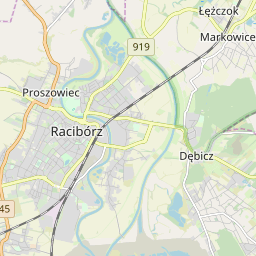 Łężczok
Markowice
919
Proszowiec
Racibórz
Dębicz
45